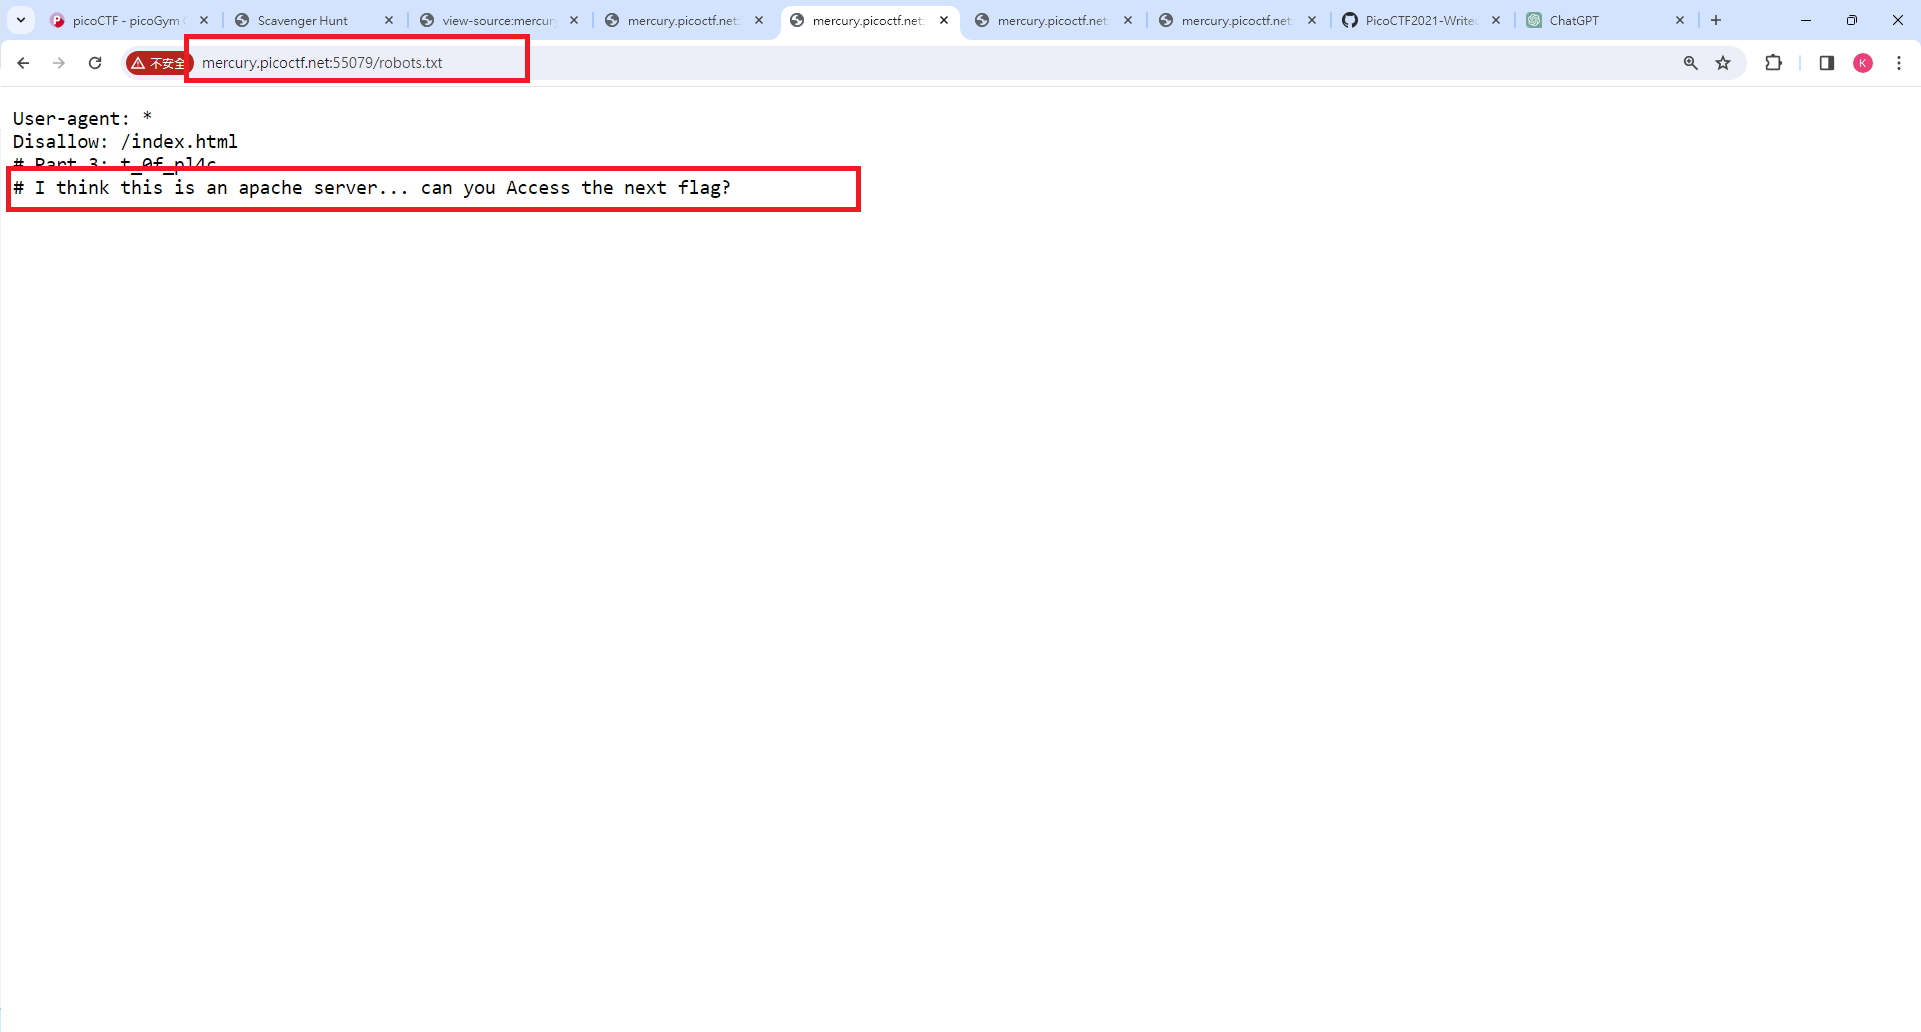 picoCTF - picoGym
Scavenger Hunt
view-source:mercury
mercury.picoctf.net:
mercury.picoctf.net:
mercury.picoctf.net:
mercury.picoctf.net:
PicoCTF2021-Writeu
ChatGPT
不安全
mercury.picoctf.net:55079/robots.txt
K
User-agent: *
Disallow: /index.html
# Part 3: t_0f_pl4c
# I think this is an apache server... can you Access the next flag?